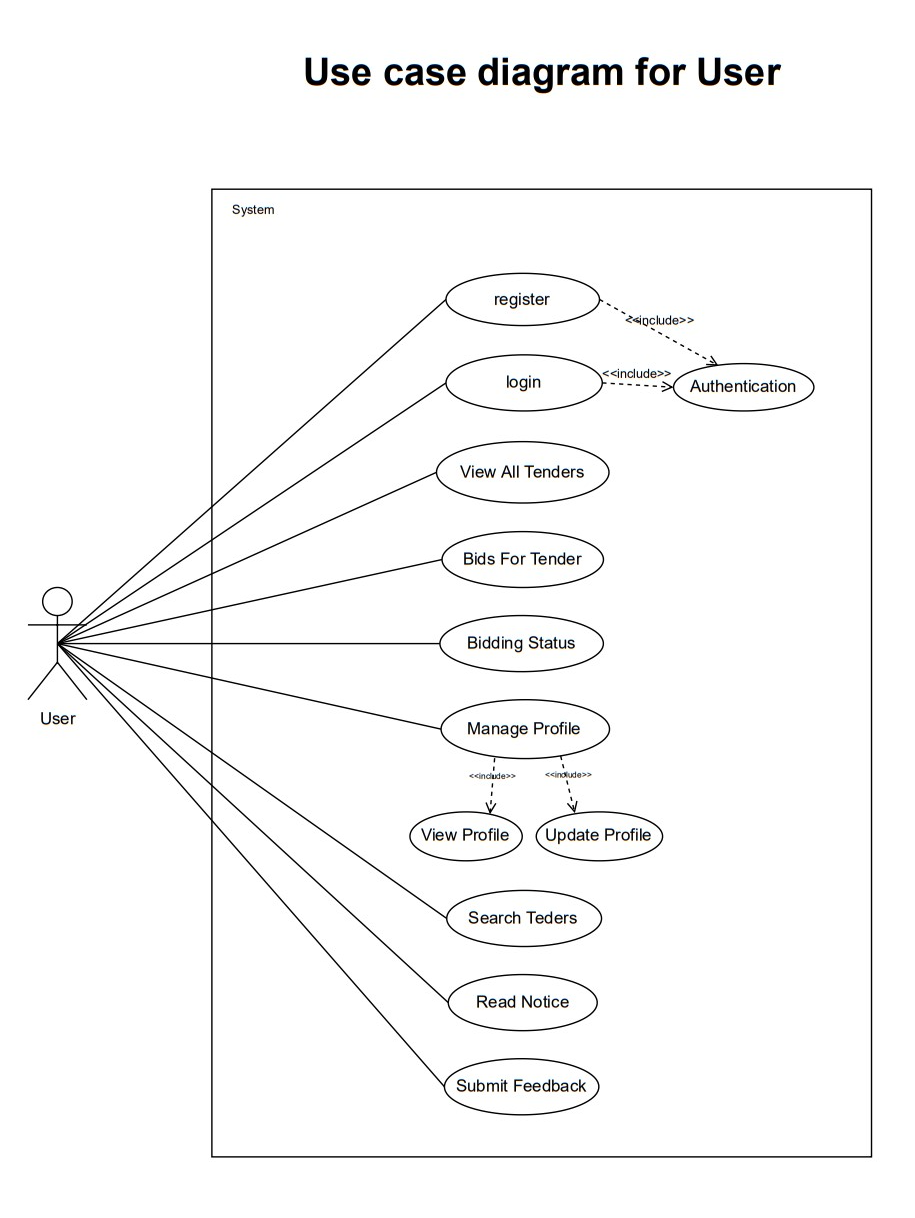 Use case diagram for User
System
register
<<include>>
login
<<include>>
Authentication
View All Tenders
Bids For Tender
Bidding Status
User
Manage Profile
<<include>>
<<include>>
View Profile
Update Profile
Search Teders
Read Notice
Submit Feedback